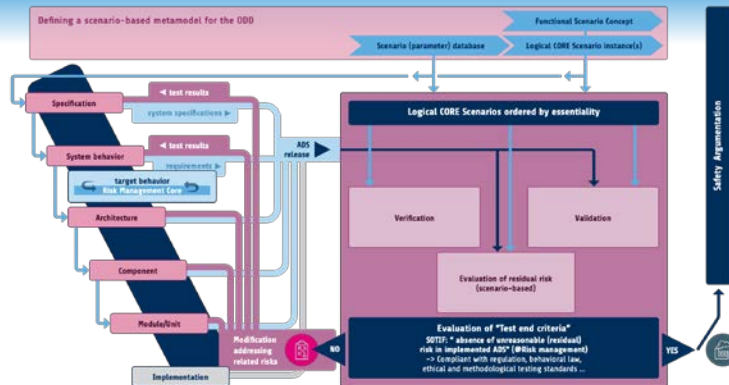 Defining a scenario-based metamodel for the ODD
Functional Scenario Concept
Scenario (parameter) database
Logical CORE Scenario instance(s)
Specification
◄ test results
system specifications ►
System behavior
◄ test results
requirements ►
target behavior
Risk Management Core
Architecture
Component
Module/Unit
Implementation
ADS
release
Logical CORE Scenarios ordered by essentiality
Verification
Validation
Evaluation of residual risk
(scenario-based)
Modification
addressing
related risks
NO
Evaluation of "Test end criteria"
SOTIF: " absence of unreasonable (residual)
risk in implemented ADS" (@Risk management)
-> Compliant with regulation, behavioral law,
ethical and methodological testing standards ...
YES
Safety Argumentation